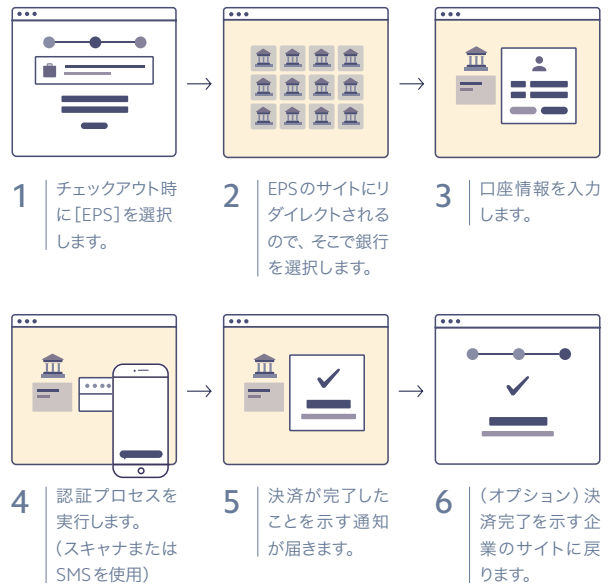 1
チェックアウト時
に[EPS]を選択
します。
2
EPSのサイトにリ
ダイレクトされる
ので、そこで銀行
を選択します。
3
口座情報を入力
します。
4
認証プロセスを
実行します。
（スキャナまたは
SMSを使用）
5
決済が完了した
ことを示す通知
が届きます。
6
（オプション）決
済完了を示す企
業のサイトに戻
ります。